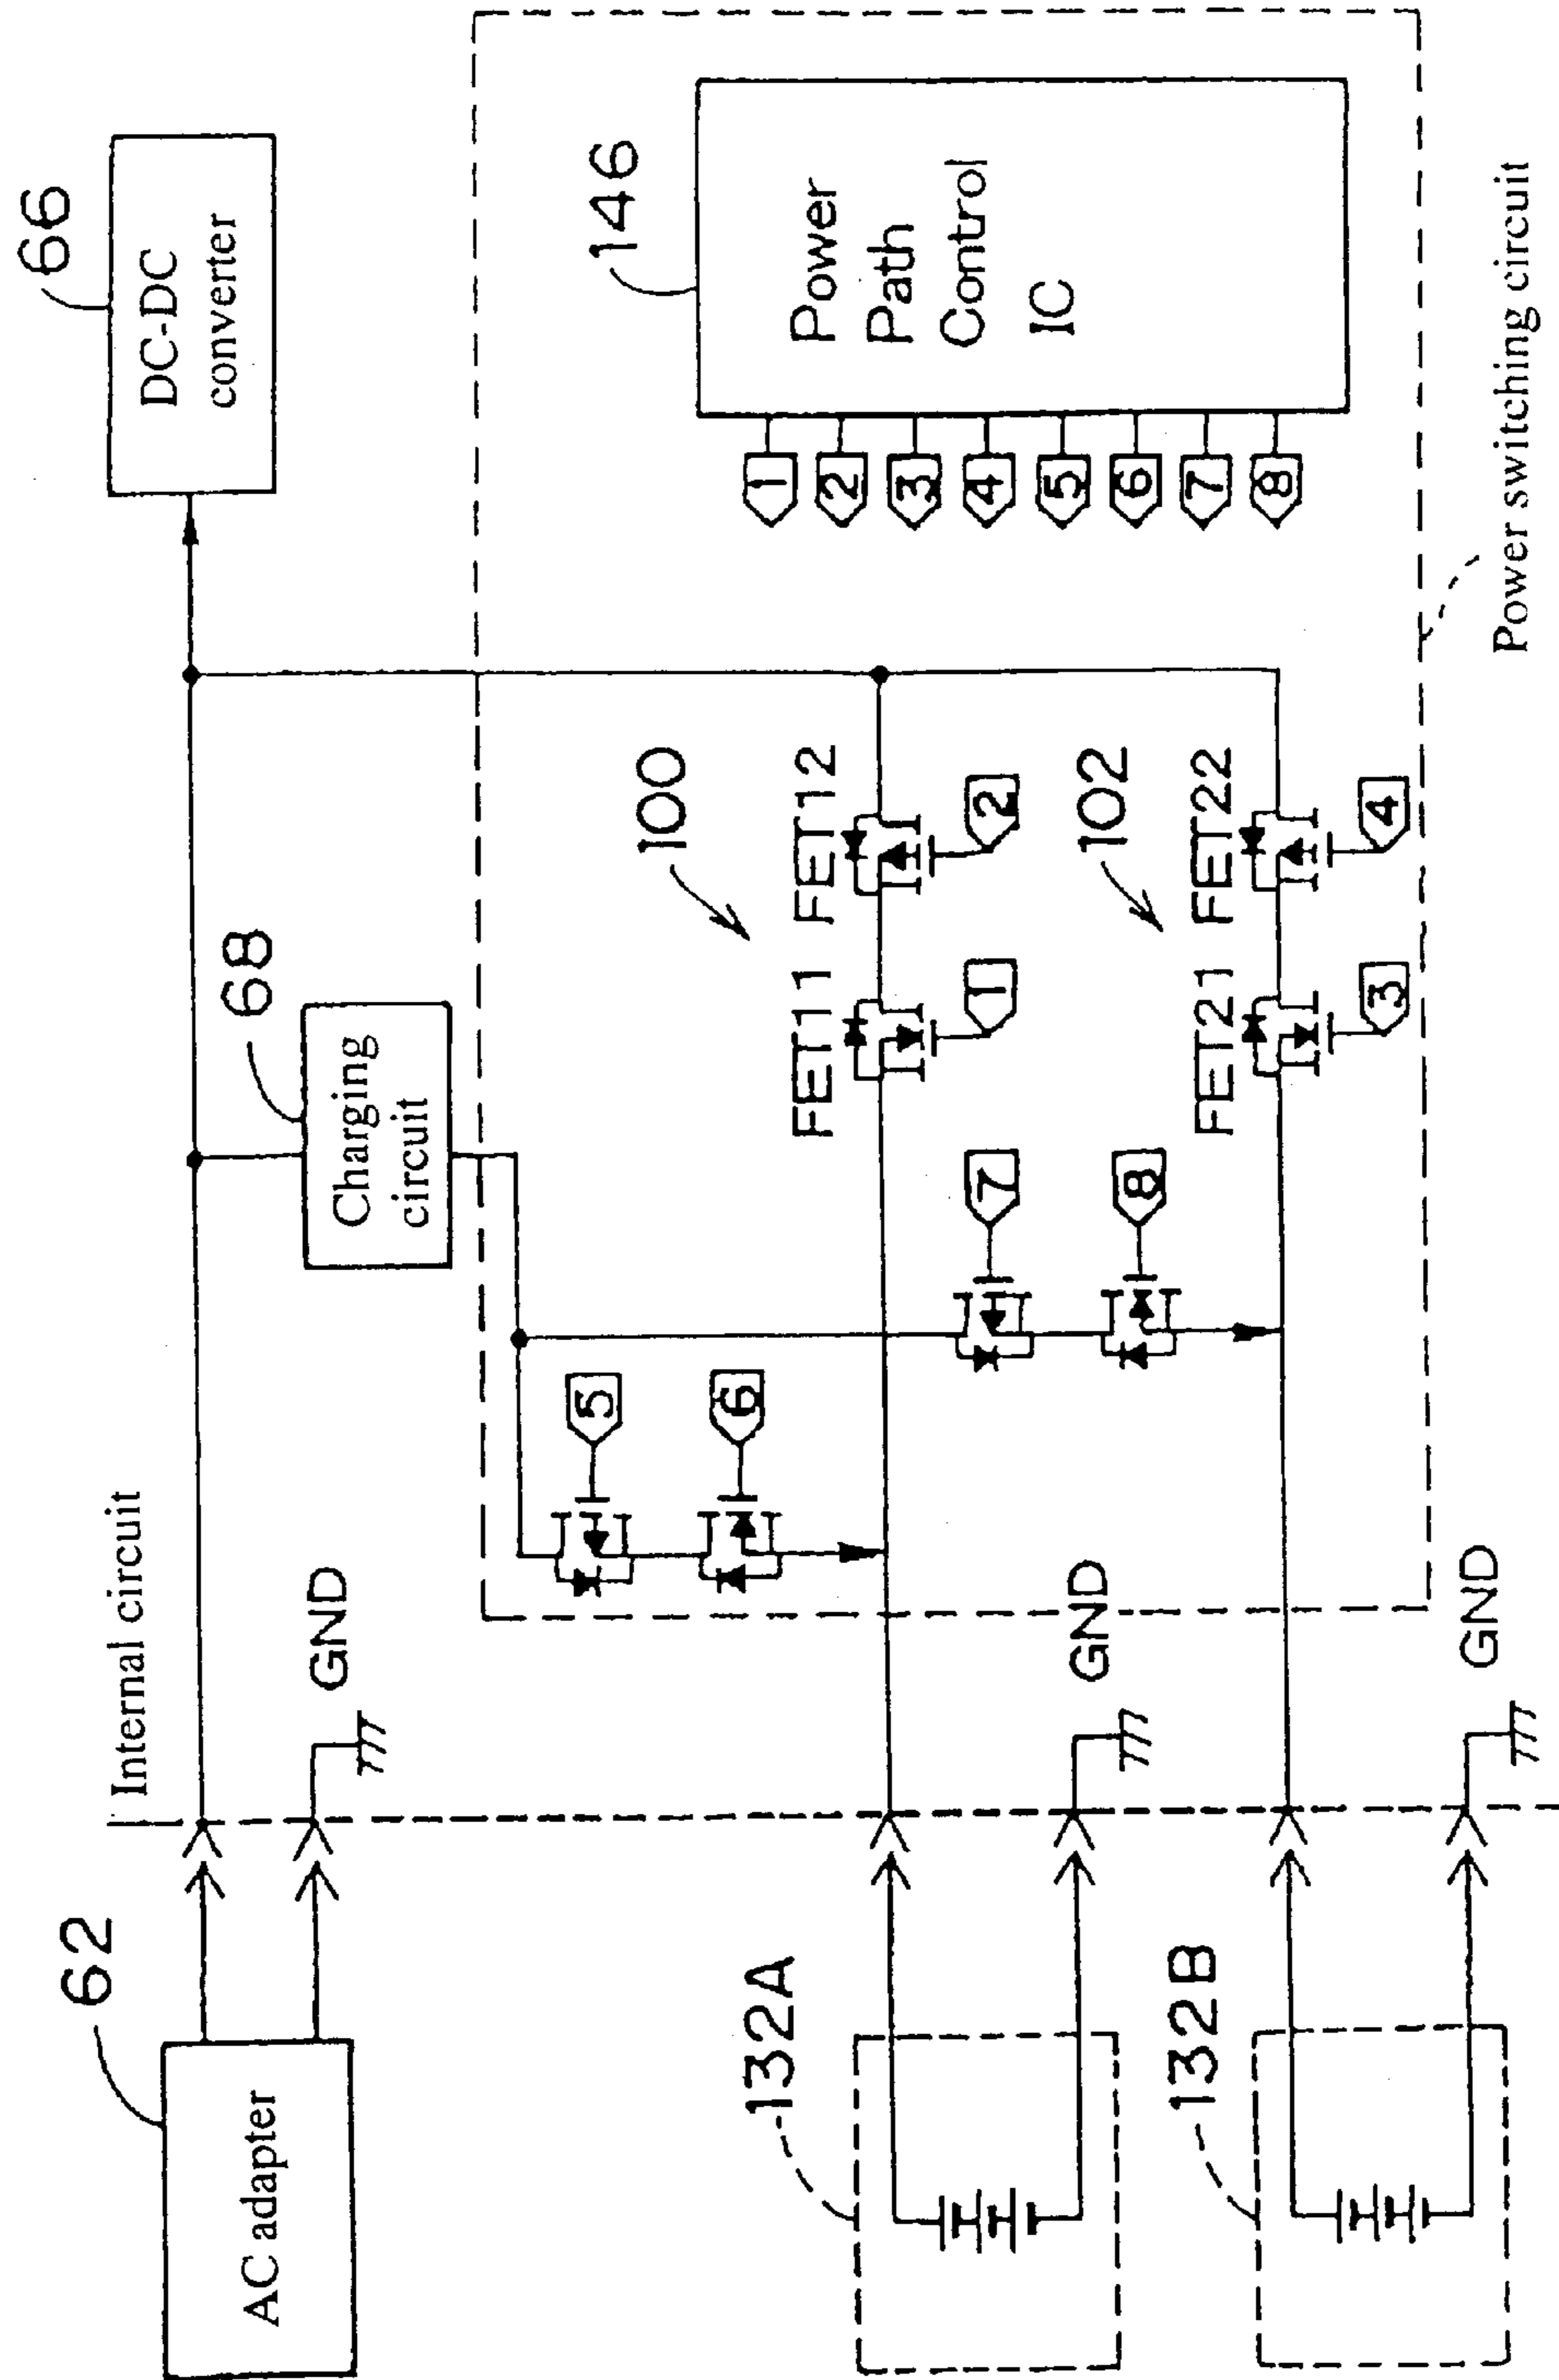 66
DC-DC
converter
Internal circuit
62
AC adapter
GND
68
Charging
circuit
146
Power
Path
Control
IC
1
2
3
4
5
6
7
8
5
6
100
FET11
FET12
1
2
132A
GND
7
8
102
FET21
FET22
3
4
132B
GND
Power switching circuit